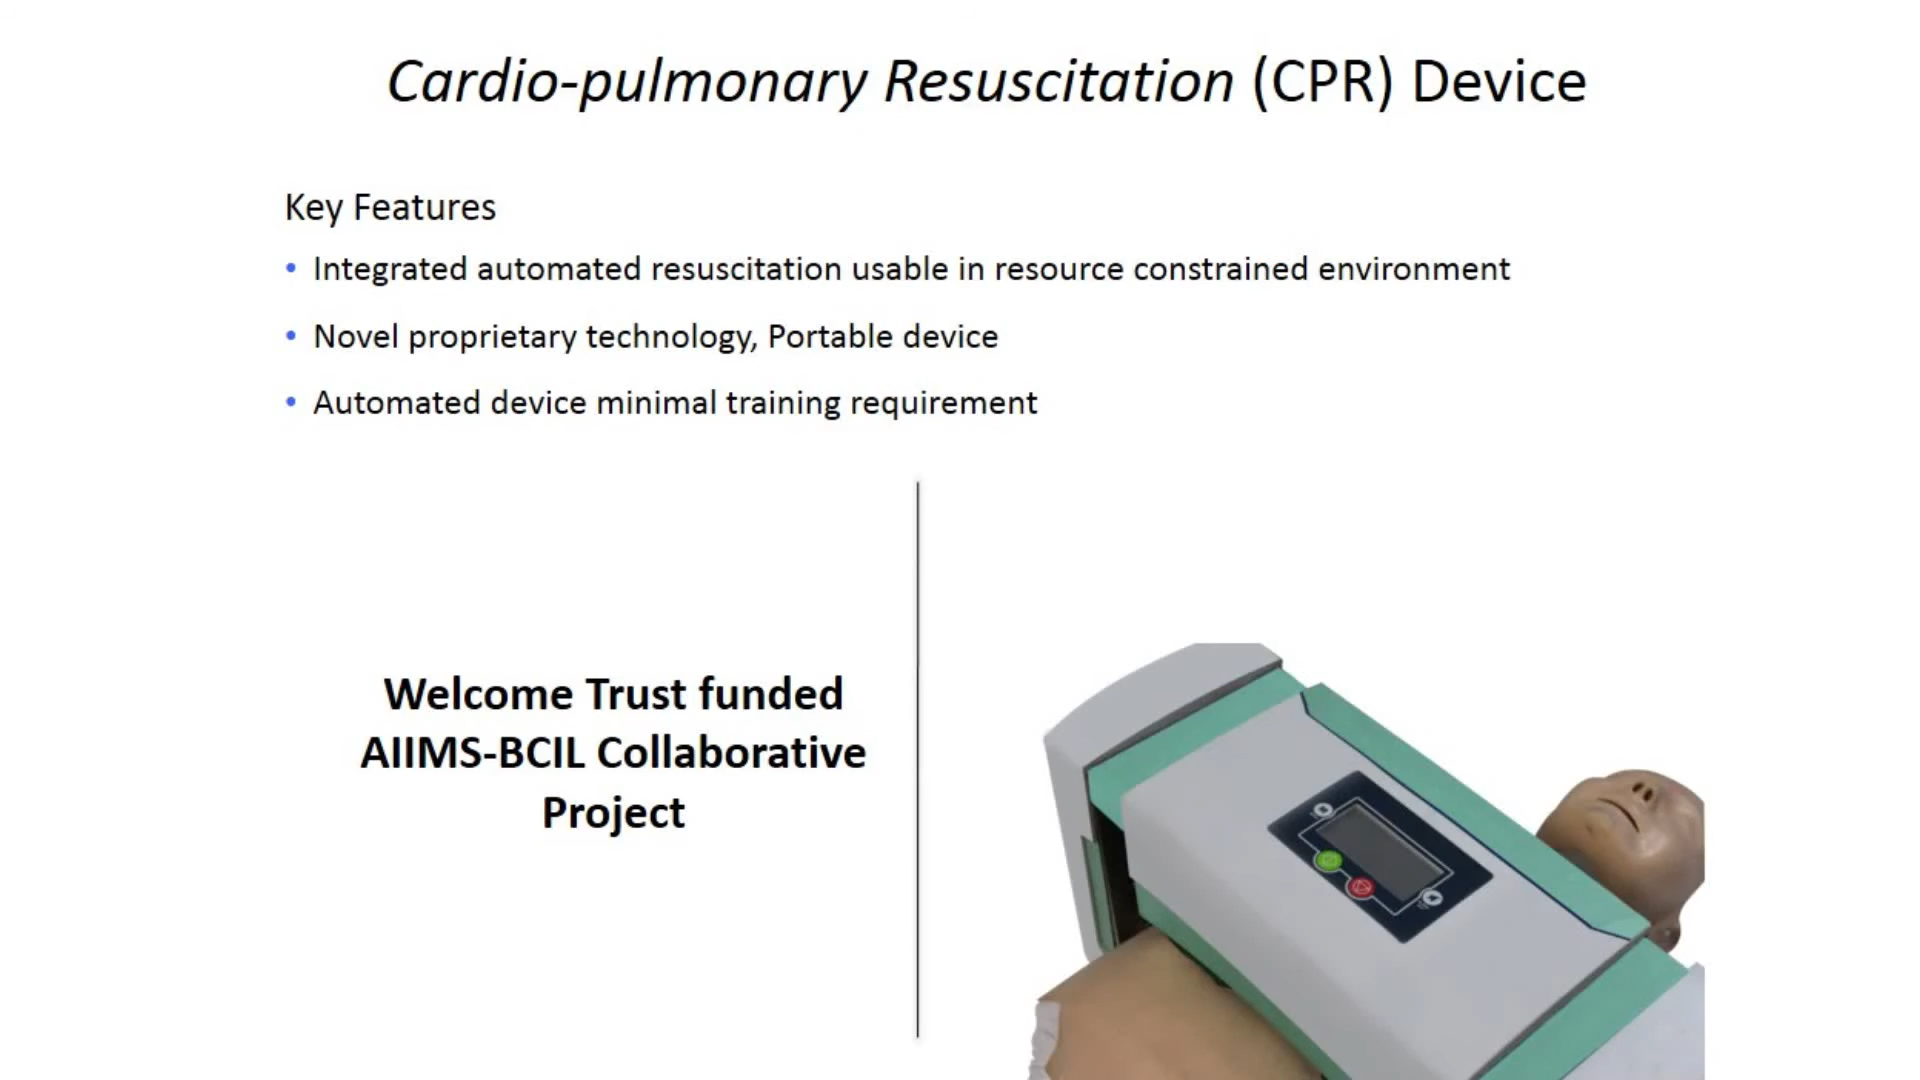 Cardio-pulmonary Resuscitation (CPR) Device
Key Features
• Integrated automated resuscitation usable in resource constrained environment
• Novel proprietary technology, Portable device
• Automated device minimal training requirement
Welcome Trust funded
AIIMS-BCIL Collaborative
Project